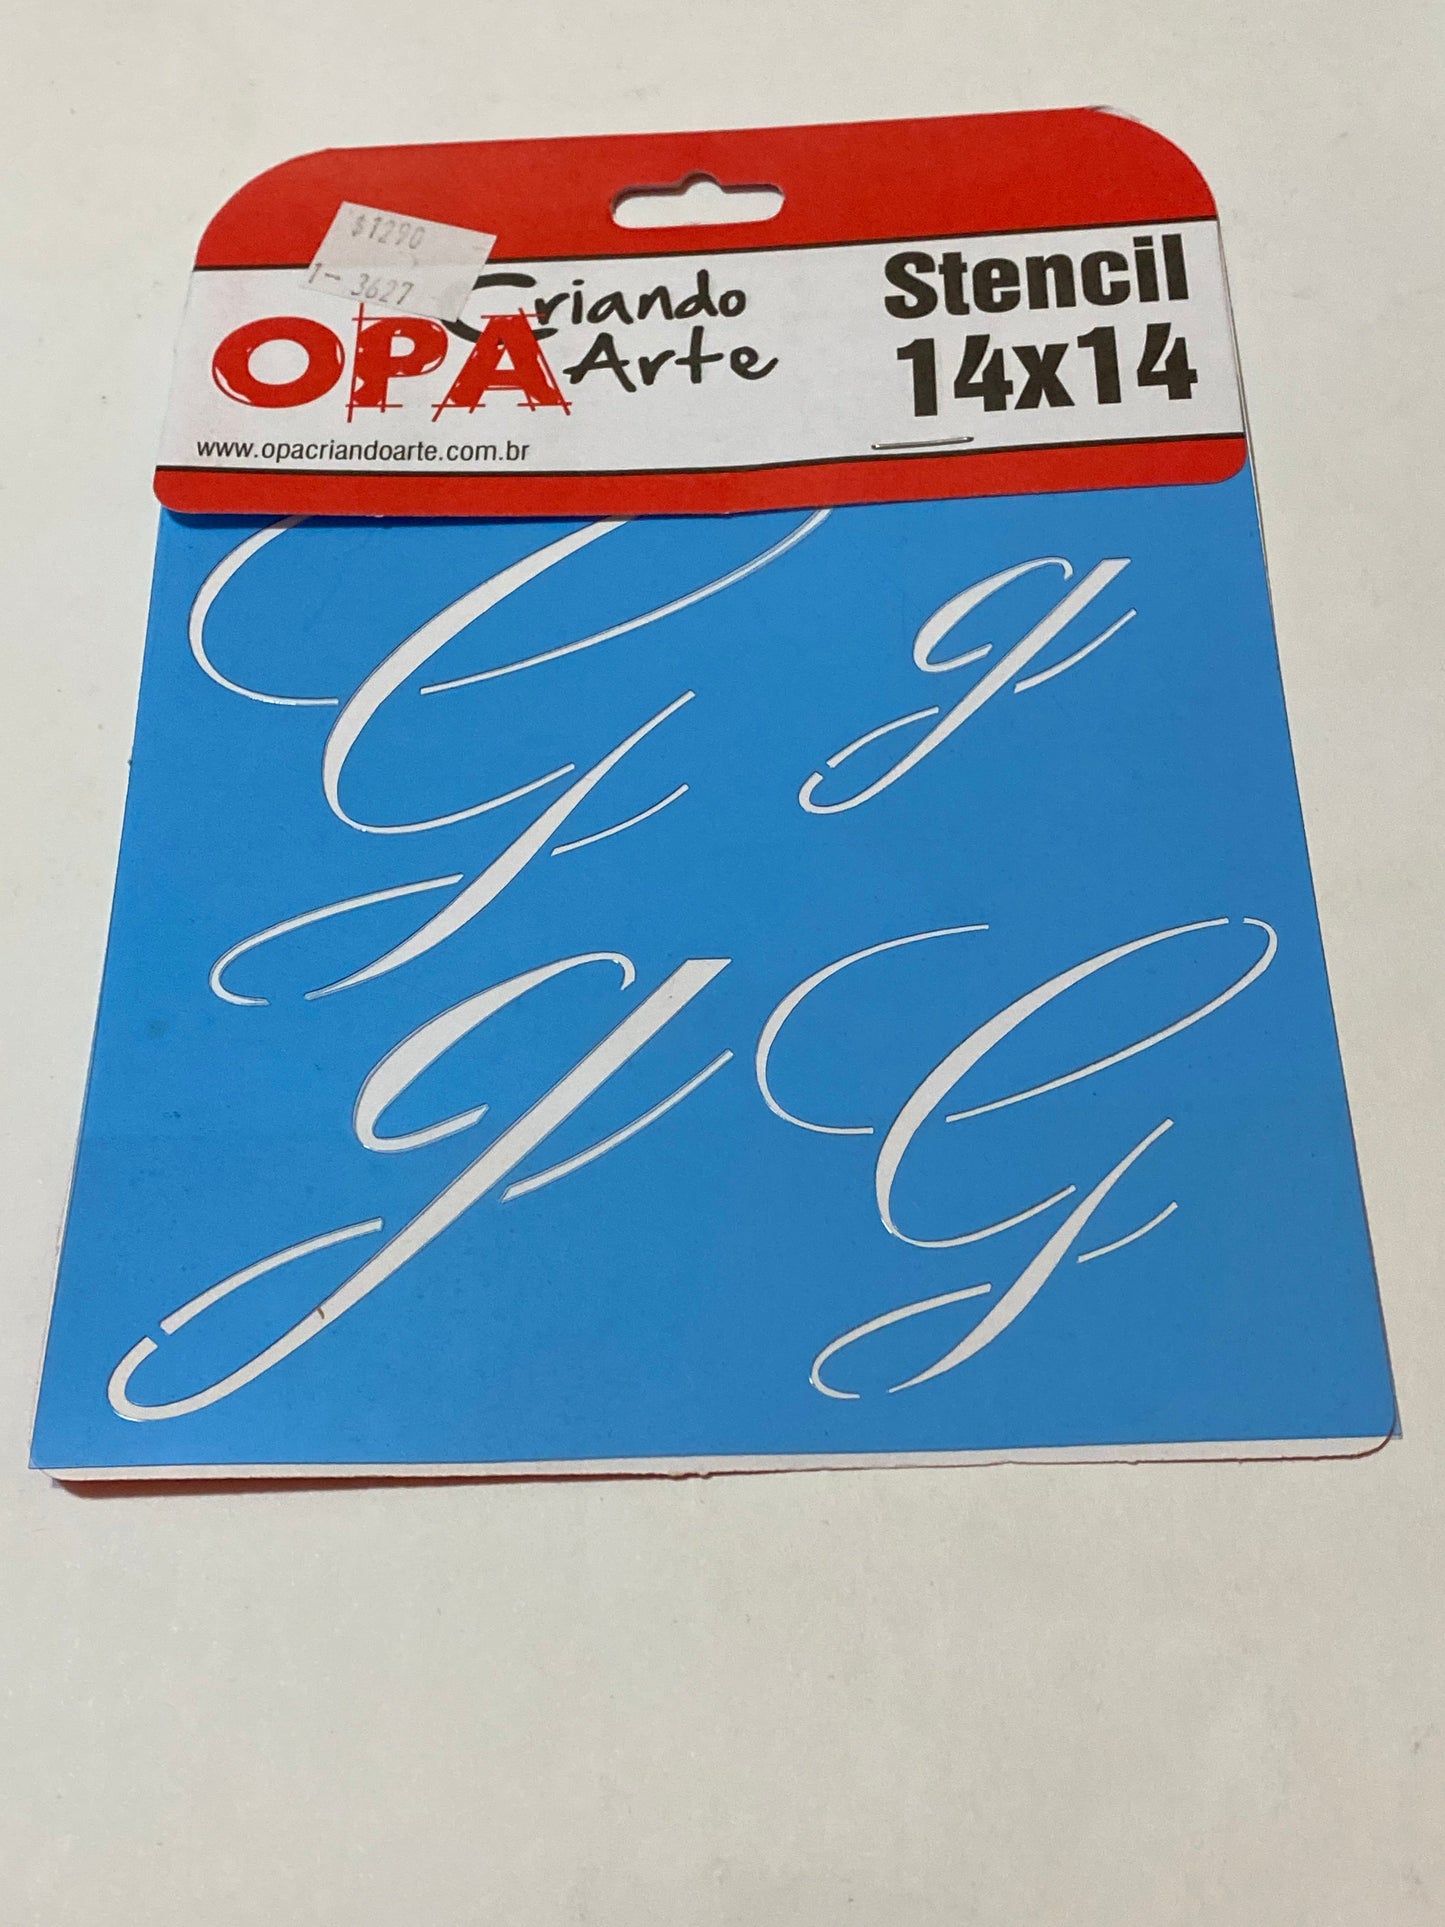 $1290
1- 3627
OPA Criando
Arte
Stencil
14x14
www.opacriandoarte.com.br
G g
g G